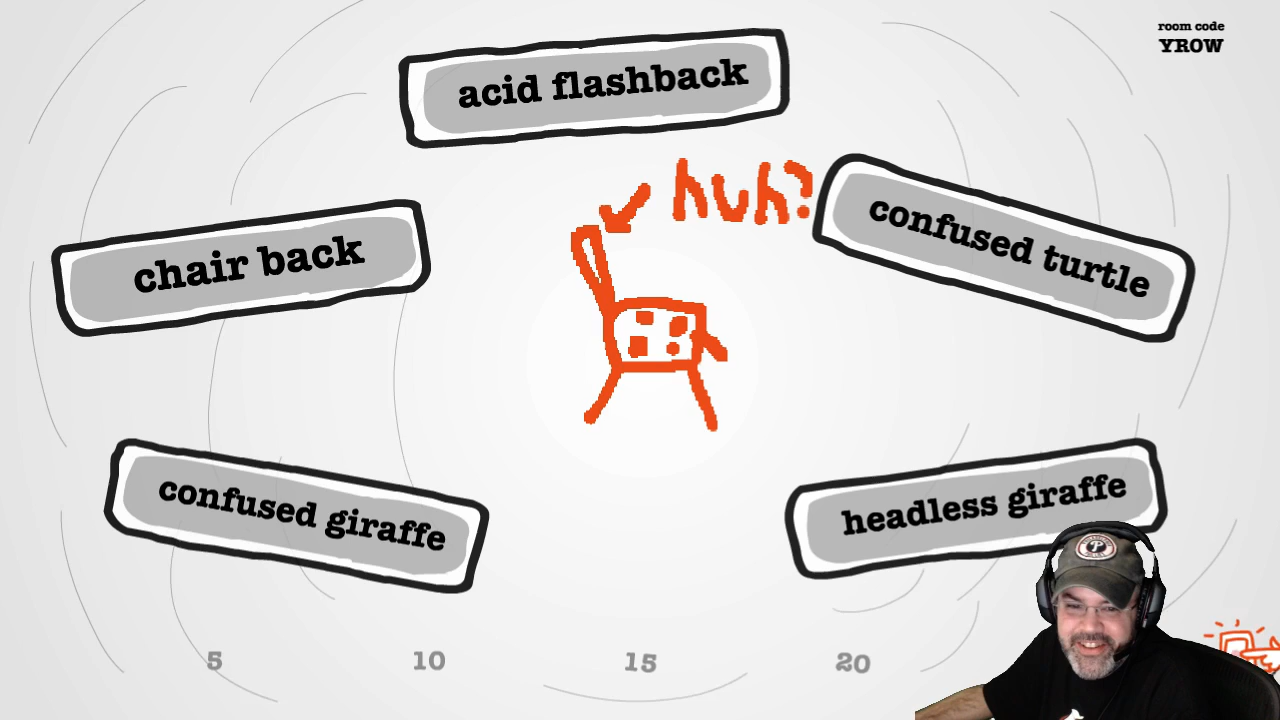 room code
YROW
acid flashback
huh?
confused turtle
chair back
confused giraffe
headless giraffe
5 10 15 20
P